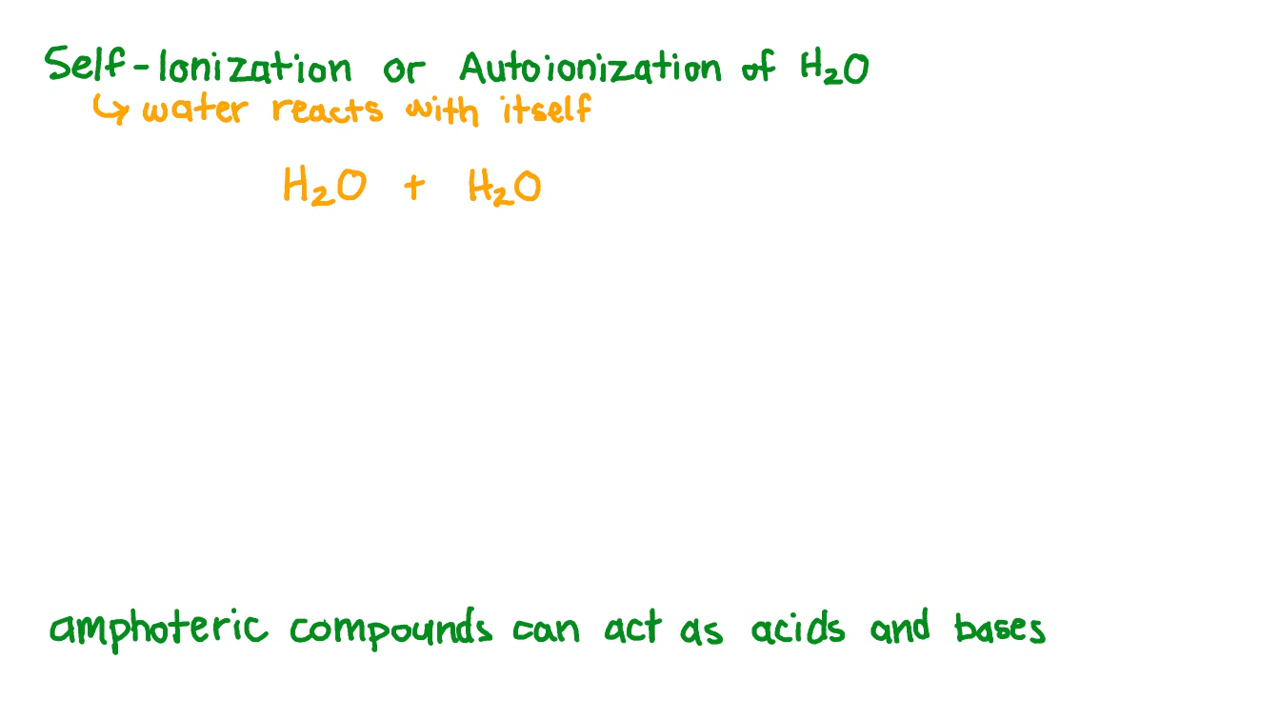 Self-Ionization or Autoionization of H₂O
↳ water reacts with itself
H₂O + H₂O
amphoteric compounds can act as acids and bases